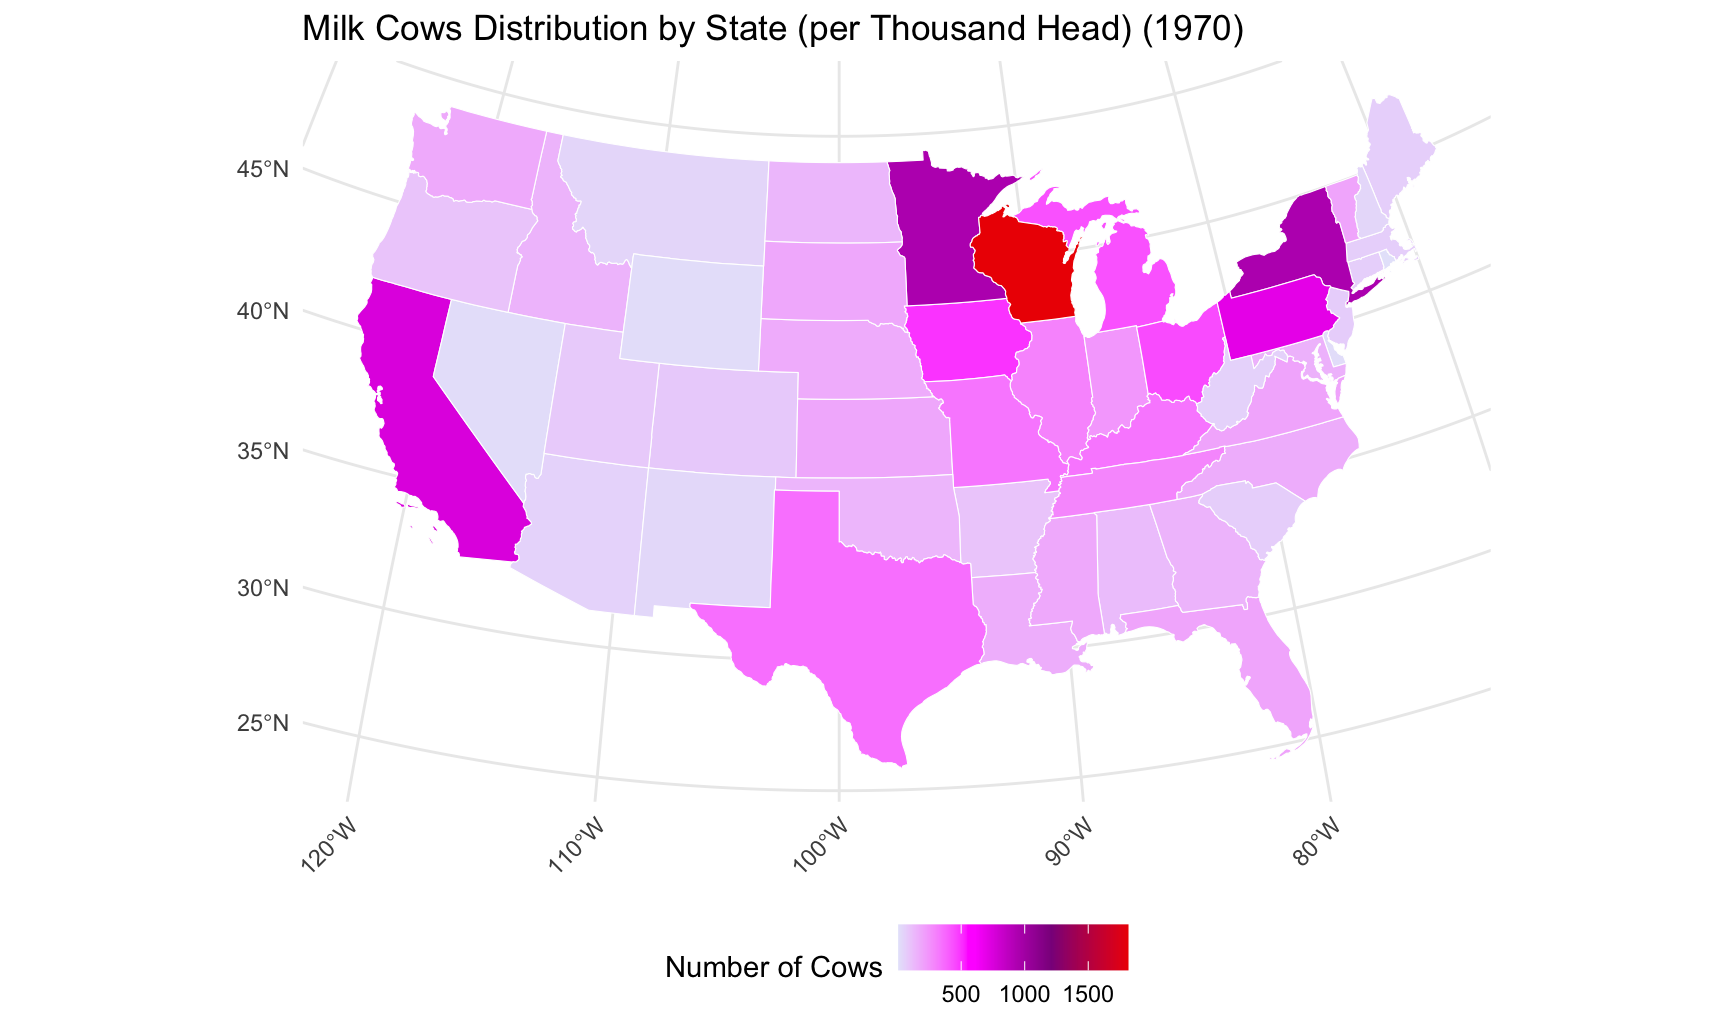 Milk Cows Distribution by State (per Thousand Head) (1970)
45°N
40°N
35°N
30°N
25°N
120°W
110°W
100°W
90°W
80°W
Number of Cows
500
1000
1500